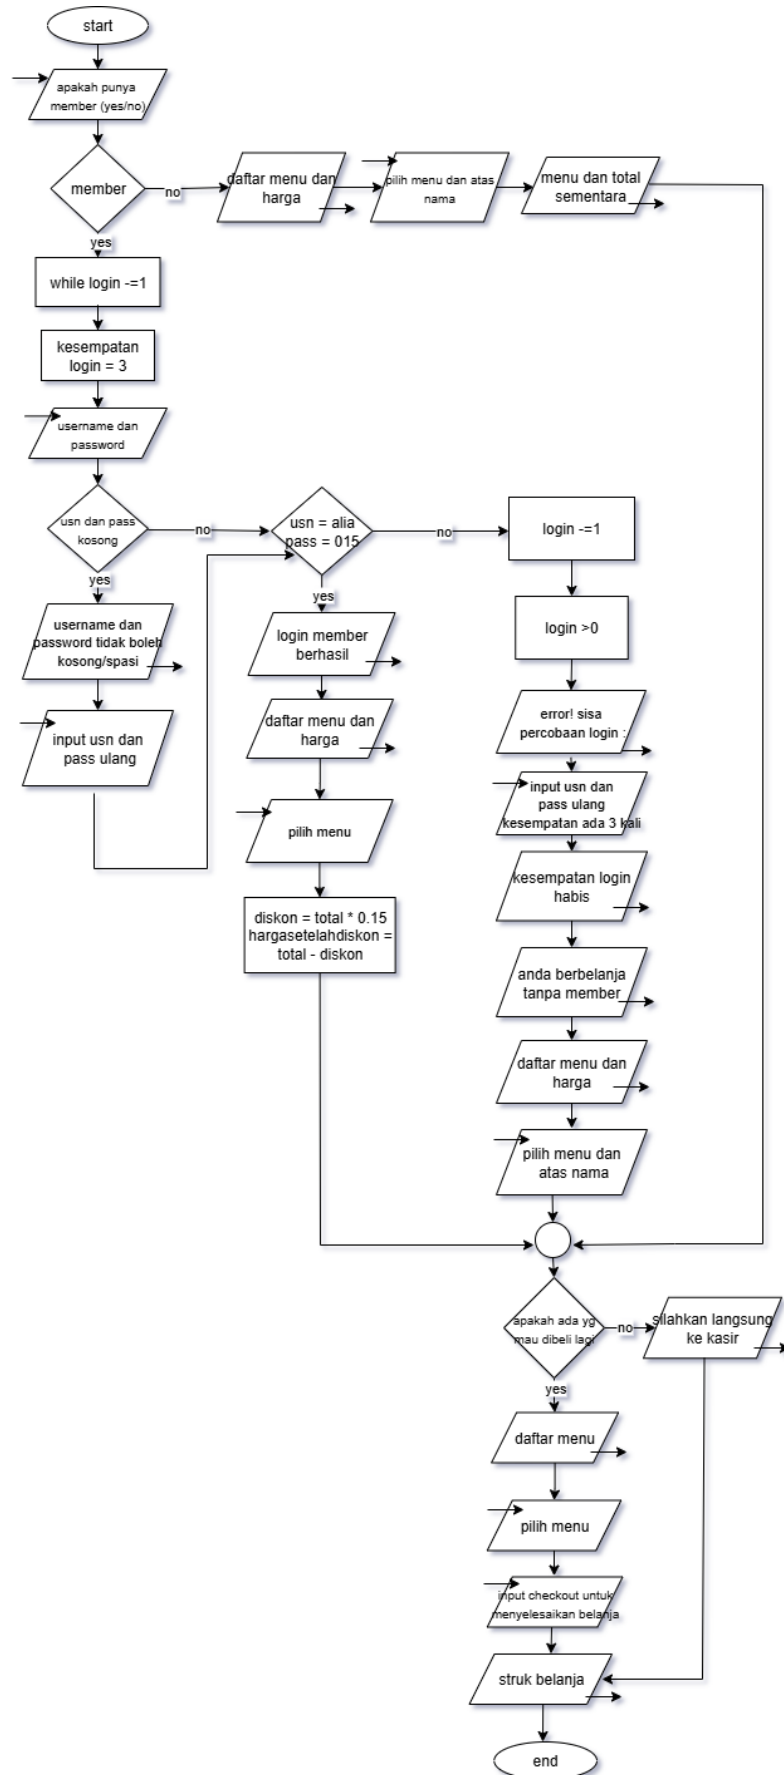 start
apakah punya
member (yes/no)
member
no
daftar menu dan
harga
pilih menu dan atas
nama
menu dan total
sementara
yes
while login -=1
kesempatan
login = 3
username dan
password
usn dan pass
kosong
no
usn = alia
pass = 015
no
login -=1
yes
username dan
password tidak boleh
kosong/spasi
input usn dan
pass ulang
yes
login member
berhasil
daftar menu dan
harga
pilih menu
diskon = total * 0.15
hargasetelahdiskon =
total - diskon
login >0
error! sisa
percobaan login :
input usn dan
pass ulang
kesempatan ada 3 kali
kesempatan login
habis
anda berbelanja
tanpa member
daftar menu dan
harga
pilih menu dan
atas nama
apakah ada yg
mau dibeli lagi
no
silahkan langsung
ke kasir
yes
daftar menu
pilih menu
input checkout untuk
menyelesaikan belanja
struk belanja
end